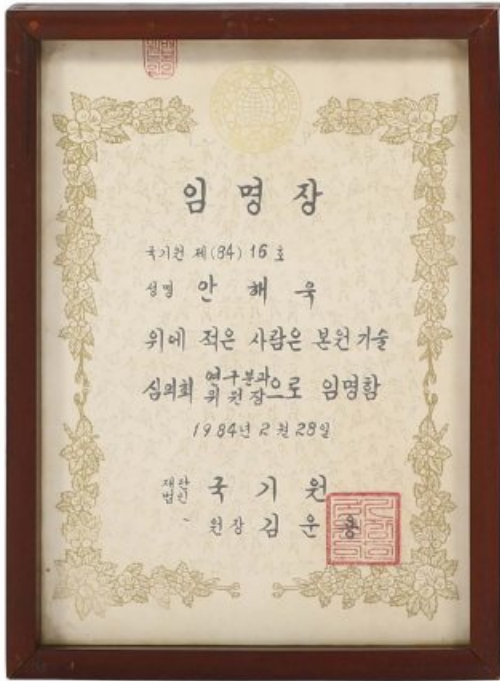 임명장
국기원 제(84) 16 호
성명 안해욱
위에 적은 사람은 본원 기술
심의회 연구분과
위원장으로 임명함
1984년 2월 28일
재단
법인 국기원
원장 김운용